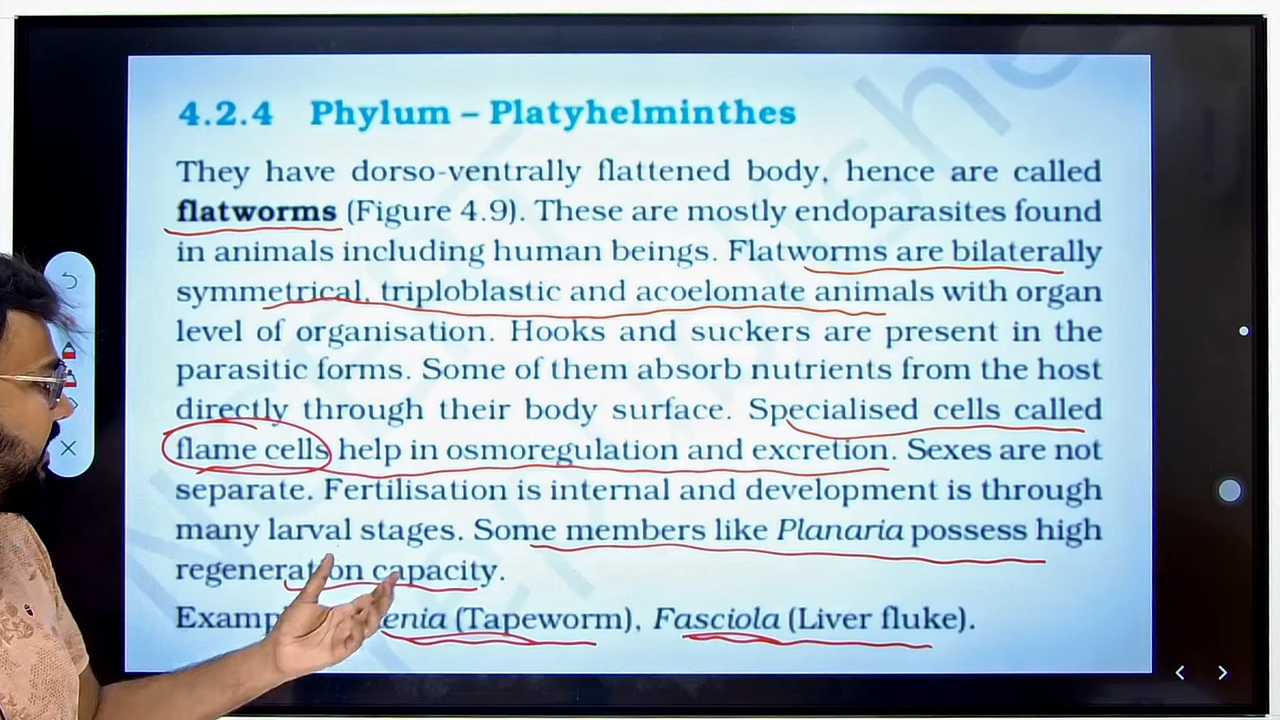 4.2.4 Phylum – Platyhelminthes
They have dorso-ventrally flattened body, hence are called
flatworms (Figure 4.9). These are mostly endoparasites found
in animals including human beings. Flatworms are bilaterally
symmetrical, triploblastic and acoelomate animals with organ
level of organisation. Hooks and suckers are present in the
parasitic forms. Some of them absorb nutrients from the host
directly through their body surface. Specialised cells called
flame cells help in osmoregulation and excretion. Sexes are not
separate. Fertilisation is internal and development is through
many larval stages. Some members like Planaria possess high
regeneration capacity.
(Tapeworm), Fasciola (Liver fluke).